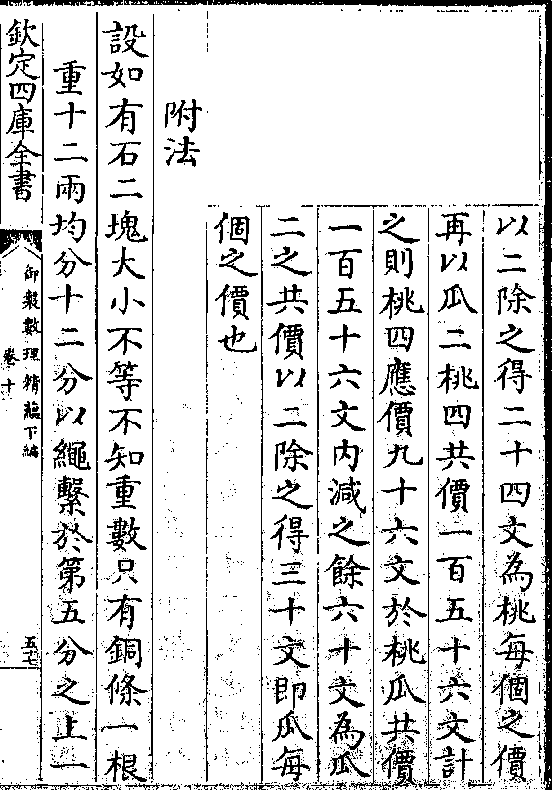 以二除之得二十四文為桃每個之價
再以瓜二桃四共價一百五十六文計
之則桃四應價九十六文於桃瓜共價
一百五十六文內減之餘六十文為瓜
二之共價以二除之得三十文即瓜每
個之價也
附法
設如有石二塊大小不等不知重數只有銅條一根
重十二兩均分十二分以繩繫於第五分之上一
欽定四庫全書
御製數理精蘊下編
卷十
五七